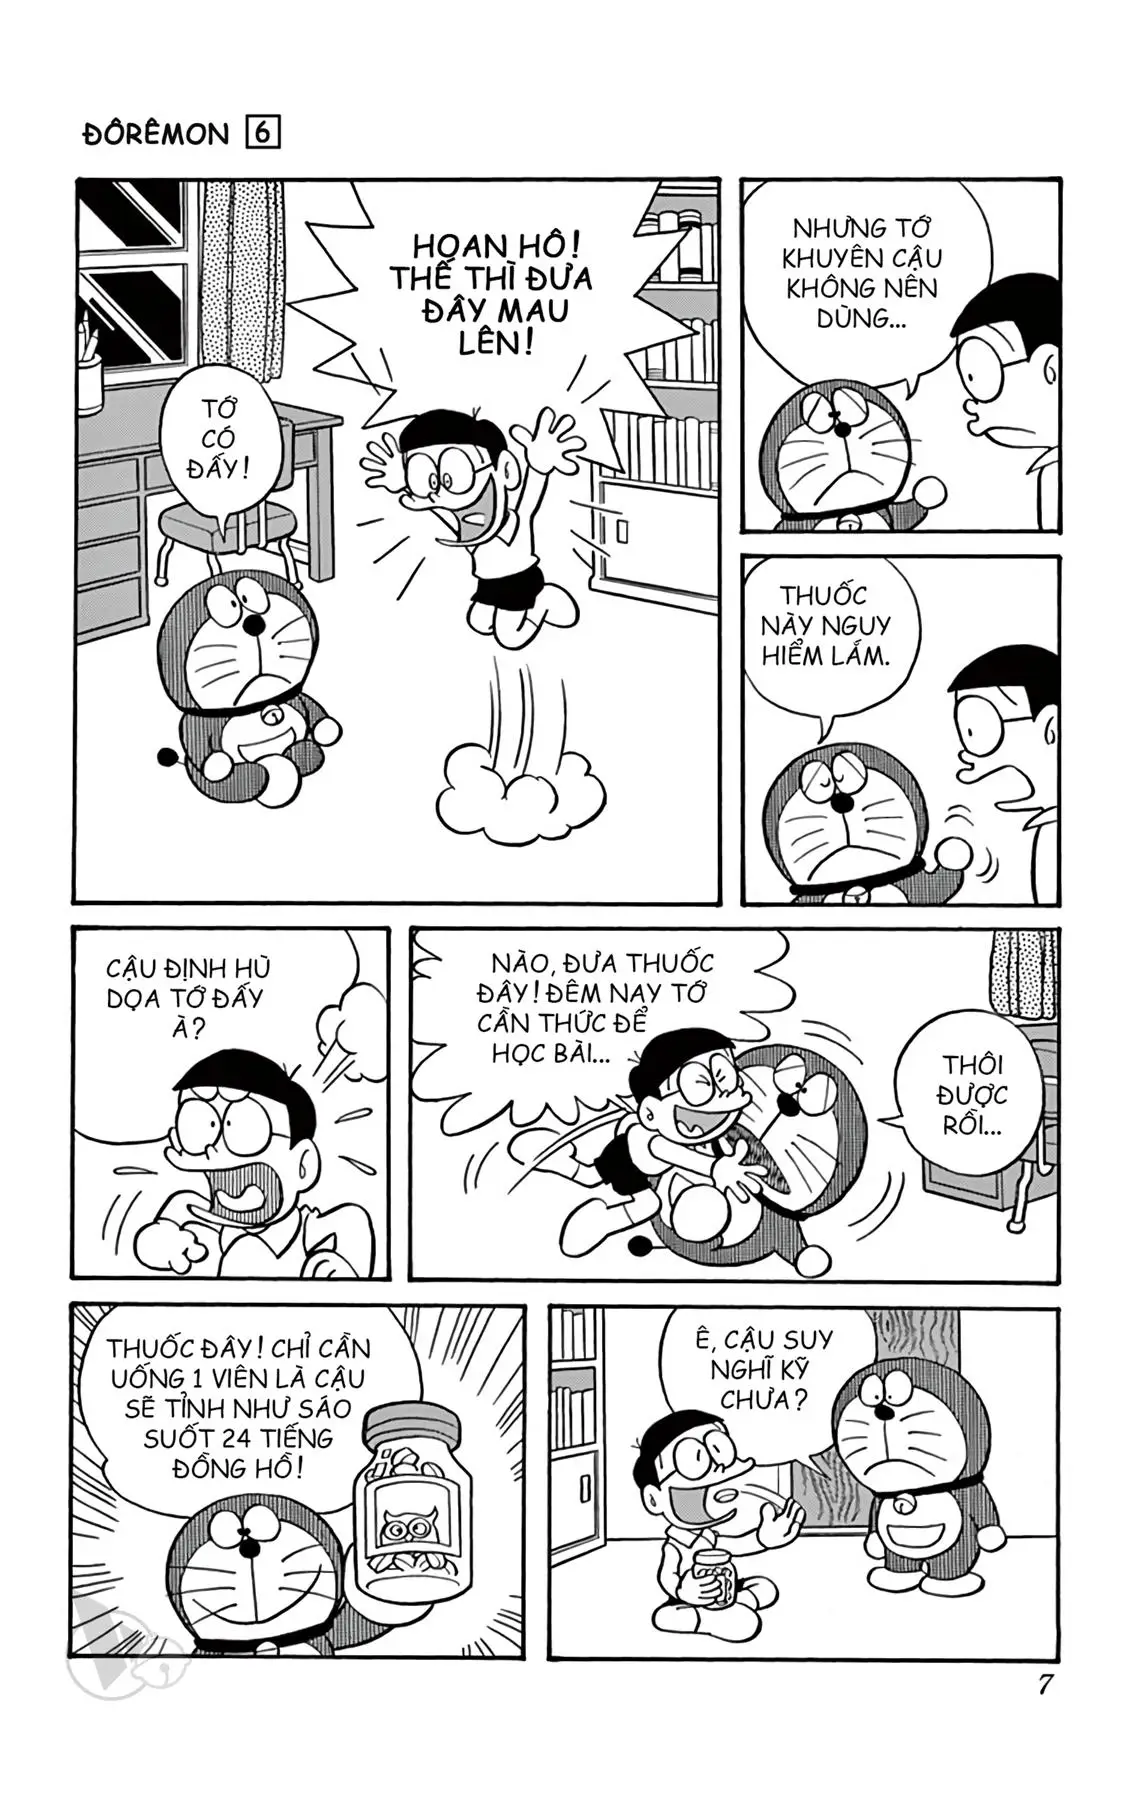 ĐÔRÊMON 6
HOAN HÔ!
THẾ THÌ ĐƯA
ĐÂY MAU
LÊN!
TỚ
CÓ
ĐẤY!
NHƯNG TỚ
KHUYÊN CẬU
KHÔNG NÊN
DÙNG...
THUỐC
NÀY NGUY
HIỂM LẮM.
CẬU ĐỊNH HÙ
DỌA TỚ ĐẤY
À?
NÀO, ĐƯA THUỐC
ĐÂY! ĐÊM NAY TỚ
CẦN THỨC ĐỂ
HỌC BÀI...
THÔI
ĐƯỢC
RỒI...
THUỐC ĐÂY! CHỈ CẦN
UỐNG 1 VIÊN LÀ CẬU
SẼ TỈNH NHƯ SÁO
SUỐT 24 TIẾNG
ĐỒNG HỒ!
Ê, CẬU SUY
NGHĨ KỸ
CHƯA?
7